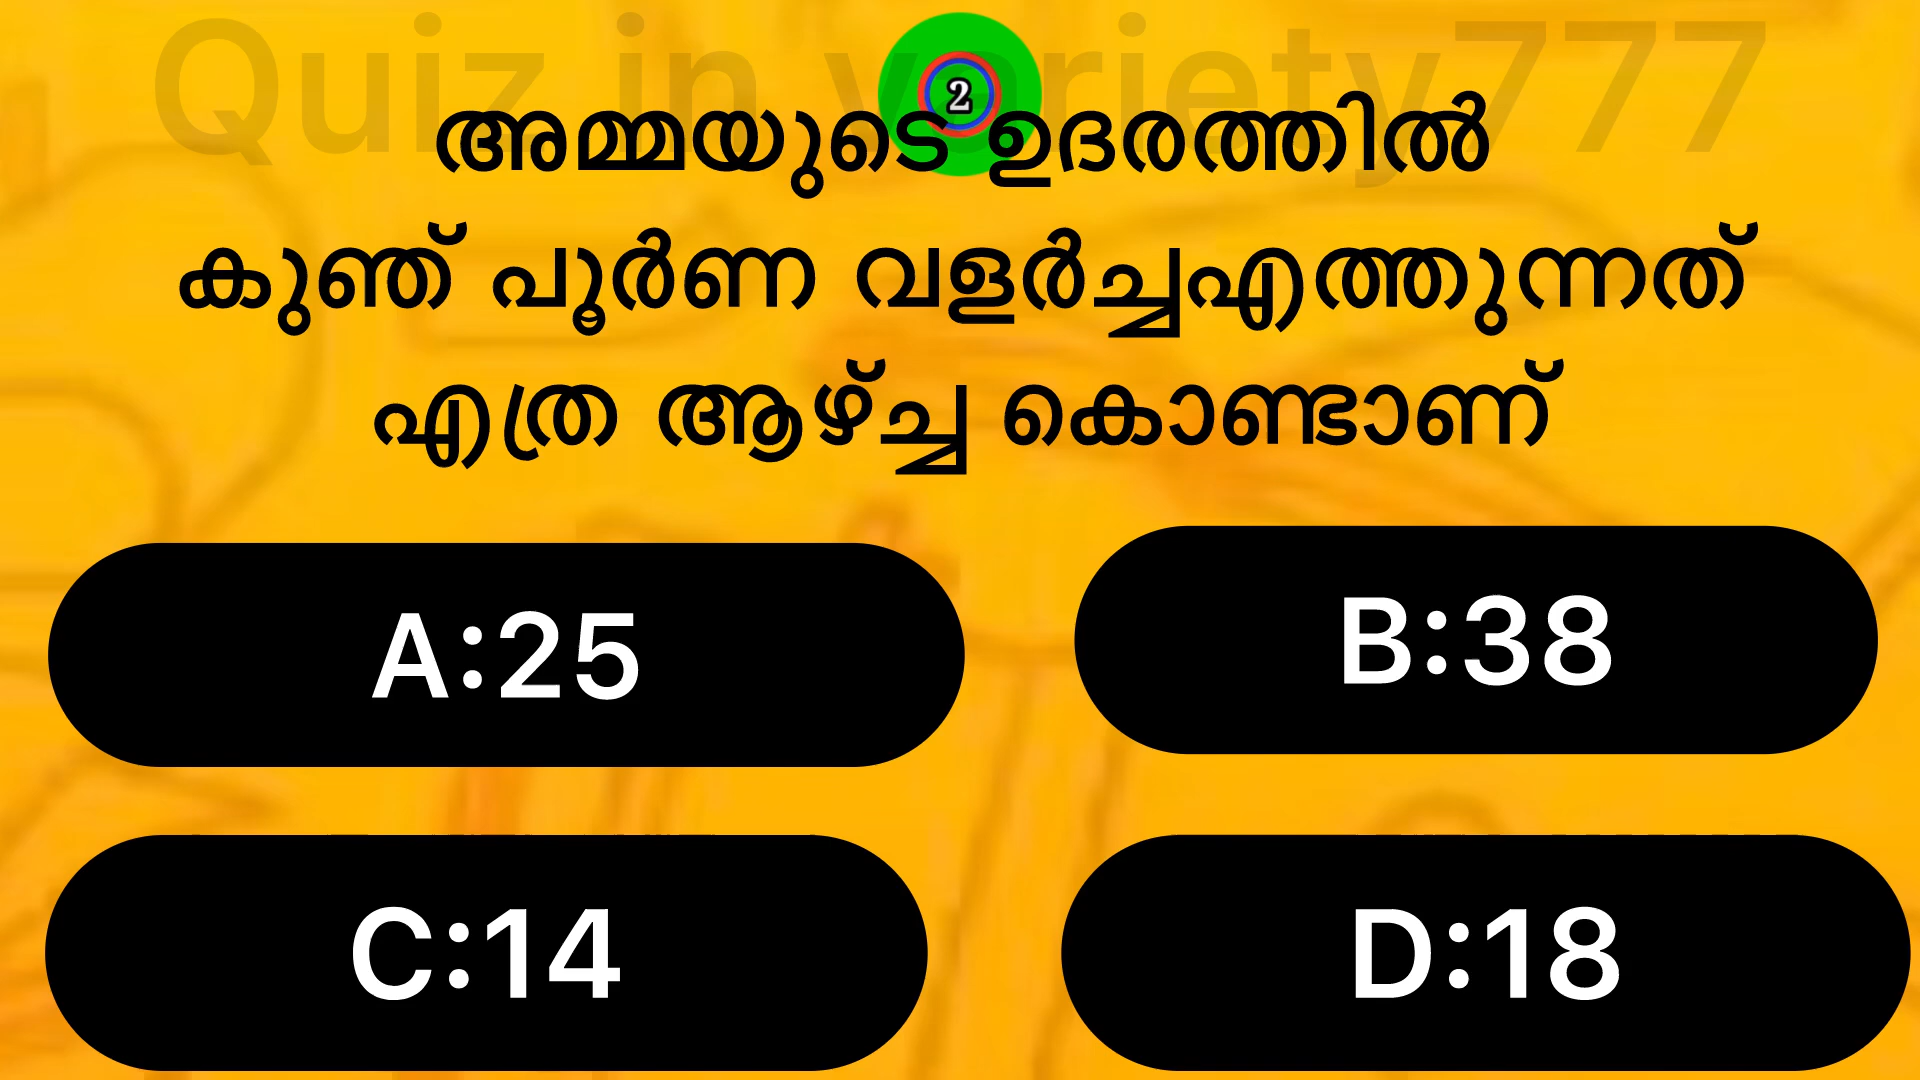 Quiz in variety777
2
അമ്മയുടെ ഉദരത്തിൽ
കുഞ് പൂർണ വളർച്ചഎത്തുന്നത്
എത്ര ആഴ്ച്ച കൊണ്ടാണ്
A:25
B:38
C:14
D:18